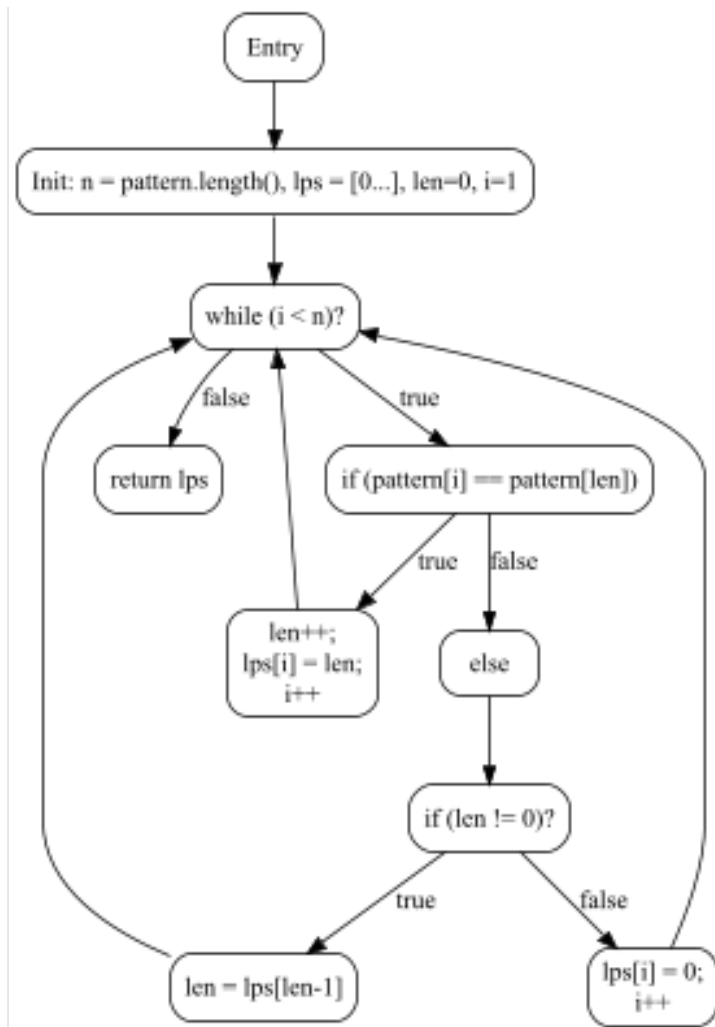 Entry
Init: n = pattern.length(), lps = [0...], len=0, i=1
while (i < n)?
false
true
return lps
if (pattern[i] == pattern[len])
true
false
len++;
lps[i] = len;
i++
else
if (len != 0)?
true
false
len = lps[len-1]
lps[i] = 0;
i++